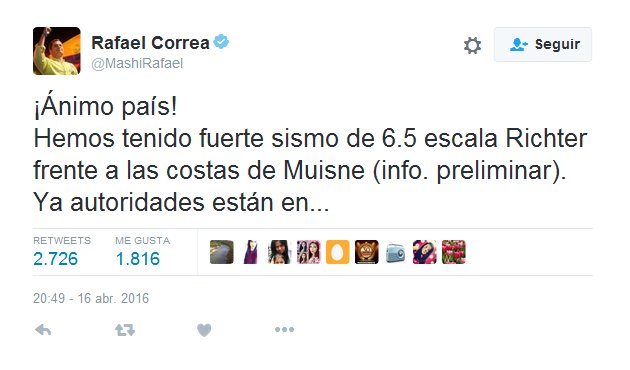 Rafael Correa
@MashiRafael
Seguir
¡Ánimo país!
Hemos tenido fuerte sismo de 6.5 escala Richter
frente a las costas de Muisne (info. preliminar).
Ya autoridades están en...
RETWEETS
2.726
ME GUSTA
1.816
20:49 - 16 abr. 2016